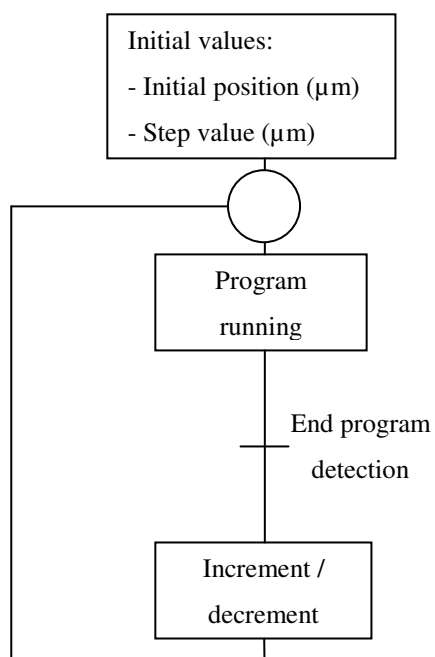 Initial values:
- Initial position (µm)
- Step value (µm)
Program
running
End program
detection
Increment /
decrement